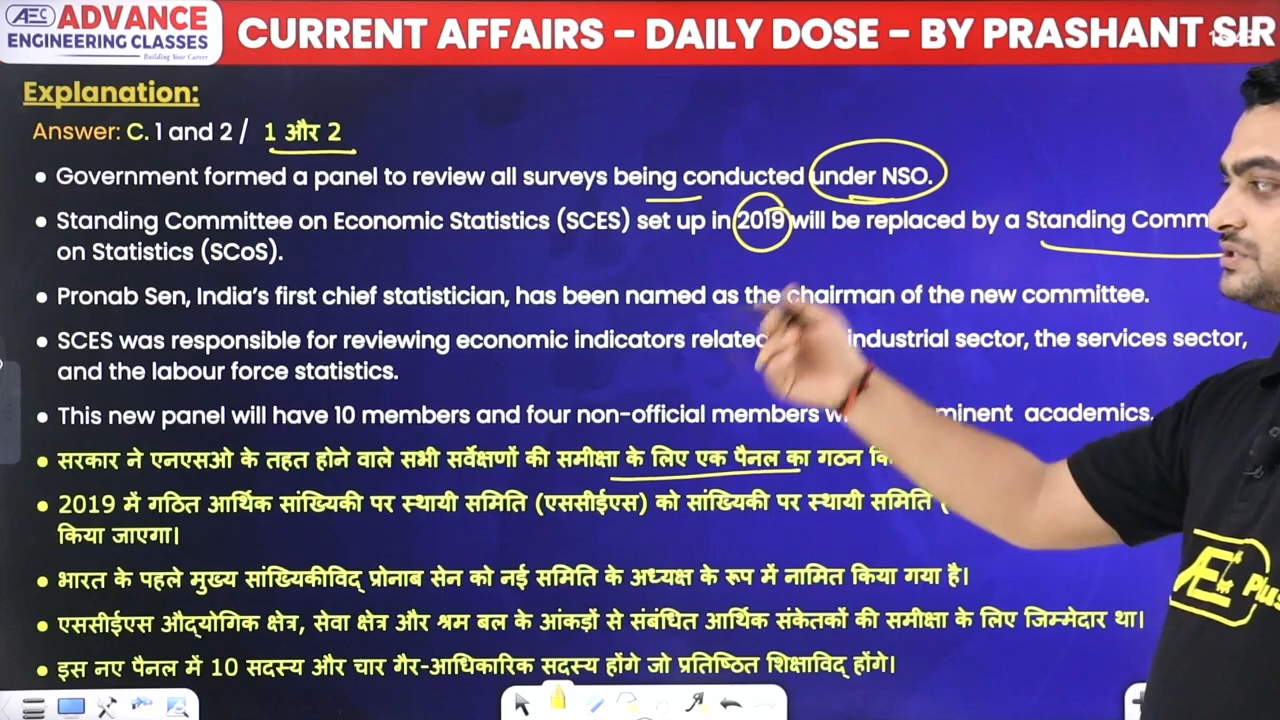 AEC ADVANCE
ENGINEERING CLASSES
Building Your Career
CURRENT AFFAIRS – DAILY DOSE – BY PRASHANT SIR
Explanation:
Answer: C. 1 and 2 / 1 और 2
• Government formed a panel to review all surveys being conducted under NSO.
• Standing Committee on Economic Statistics (SCES) set up in 2019 will be replaced by a Standing Comm
on Statistics (SCoS).
• Pronab Sen, India's first chief statistician, has been named as the chairman of the new committee.
• SCES was responsible for reviewing economic indicators related industrial sector, the services sector,
and the labour force statistics.
• This new panel will have 10 members and four non-official members academics.
• सरकार ने एनएसओ के तहत होने वाले सभी सर्वेक्षणों की समीक्षा के लिए एक पैनल का गठन
• 2019 में गठित आर्थिक सांख्यिकी पर स्थायी समिति (एससीईएस) को सांख्यिकी पर स्थायी समिति (
किया जाएगा।
• भारत के पहले मुख्य सांख्यिकीविद् प्रोनाब सेन को नई समिति के अध्यक्ष के रूप में नामित किया गया है।
• एससीईएस औद्योगिक क्षेत्र, सेवा क्षेत्र और श्रम बल के आंकड़ों से संबंधित आर्थिक संकेतकों की समीक्षा के लिए जिम्मेदार था।
• इस नए पैनल में 10 सदस्य और चार गैर-आधिकारिक सदस्य होंगे जो प्रतिष्ठित शिक्षाविद् होंगे।
AEC Plus